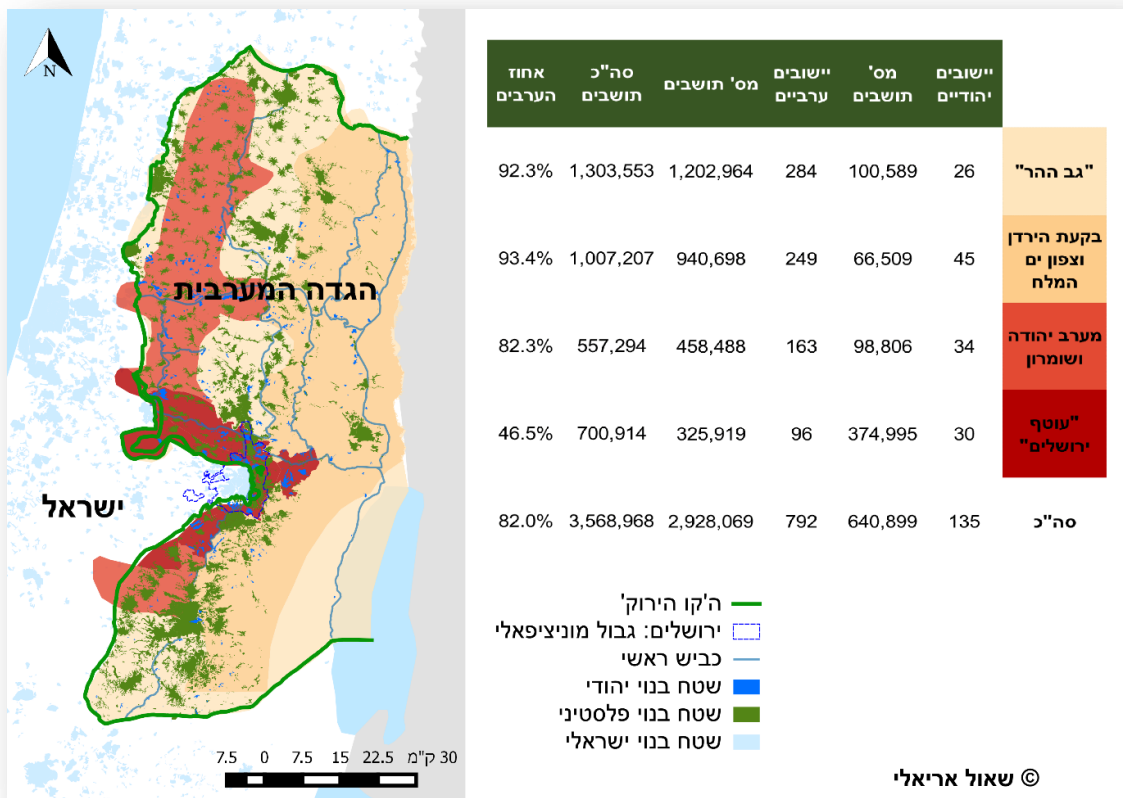 N
הגדה המערבית
ישראל
7.5 0 7.5 15 22.5 30 ק"מ
יישובים יהודיים מס' תושבים יישובים ערביים מס' תושבים סה"כ תושבים אחוז הערבים
"גב ההר" 26 100,589 284 1,202,964 1,303,553 92.3%
בקעת הירדן וצפון ים המלח 45 66,509 249 940,698 1,007,207 93.4%
מערב יהודה ושומרון 34 98,806 163 458,488 557,294 82.3%
"עוטף ירושלים" 30 374,995 96 325,919 700,914 46.5%
סה"כ 135 640,899 792 2,928,069 3,568,968 82.0%
ה'קו הירוק'
ירושלים: גבול מוניציפאלי
כביש ראשי
שטח בנוי יהודי
שטח בנוי פלסטיני
שטח בנוי ישראלי
© שאול אריאלי